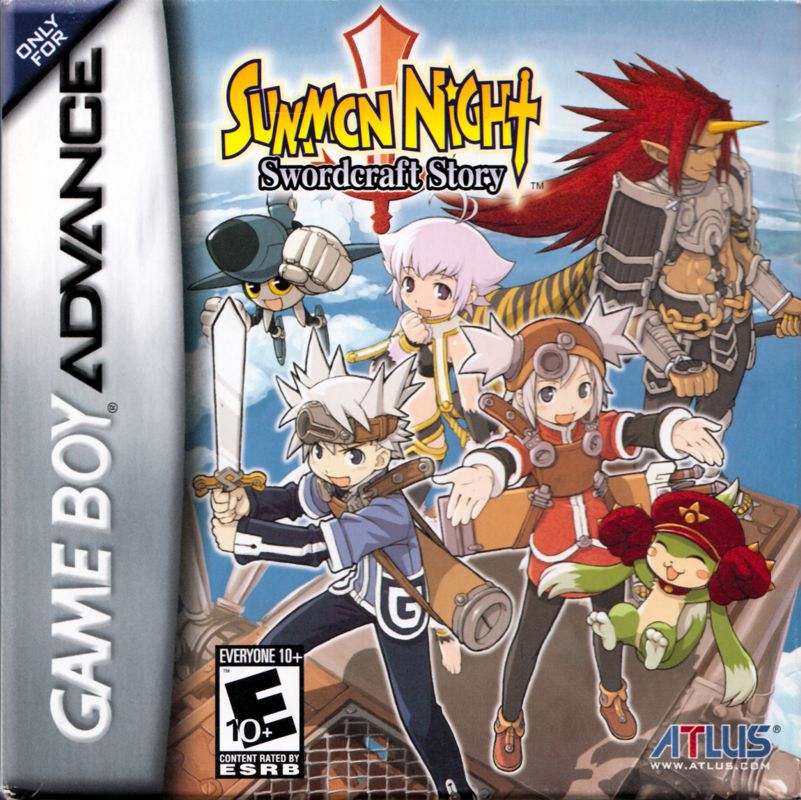 ONLY
FOR
GAME BOY ADVANCE
®
SUMMON NIGHT
Swordcraft Story
TM
G
EVERYONE 10+
TM
E
10+
CONTENT RATED BY
ESRB
ATLUS®
WWW.ATLUS.COM